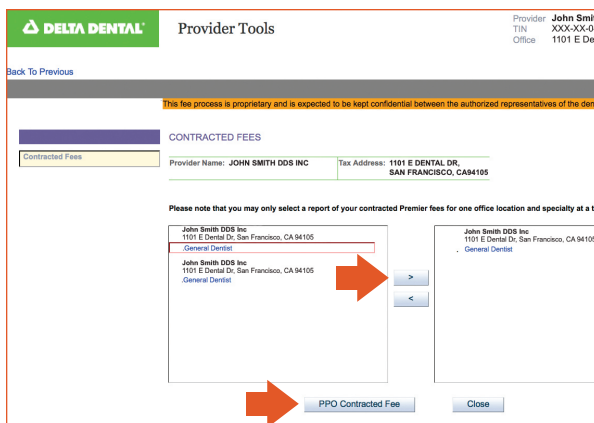 DELTA DENTAL
Provider Tools
Provider John Smi
TIN XXX-XX-0
Office 1101 E De
Back To Previous
This fee process is proprietary and is expected to be kept confidential between the authorized representatives of the den
CONTRACTED FEES
Contracted Fees
Provider Name: JOHN SMITH DDS INC
Tax Address: 1101 E DENTAL DR,
SAN FRANCISCO, CA94105
Please note that you may only select a report of your contracted Premier fees for one office location and specialty at a t
John Smith DDS Inc
1101 E Dental Dr, San Francisco, CA 94105
.General Dentist
John Smith DDS Inc
1101 E Dental Dr, San Francisco, CA 94105
.General Dentist
>
<
John Smith DDS Inc
1101 E Dental Dr, San Francisco, CA 94105
. General Dentist
PPO Contracted Fee
Close